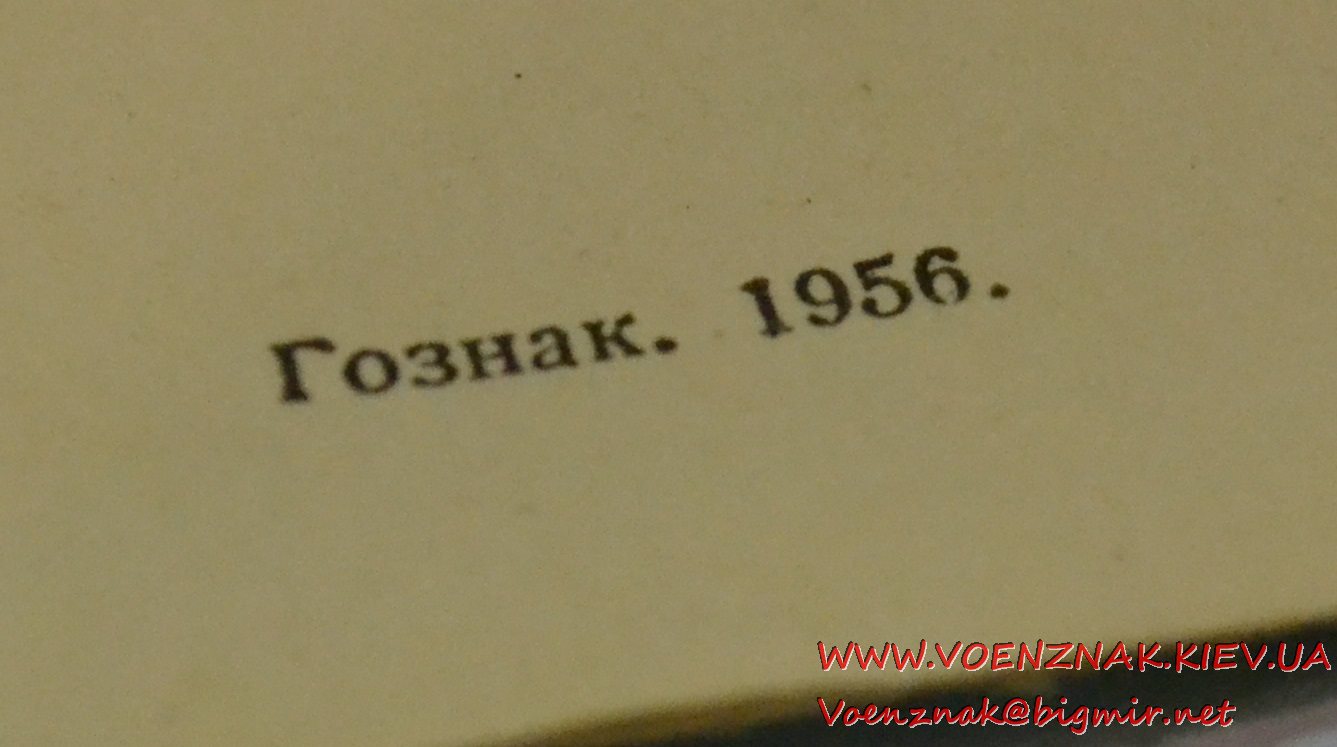 Гознак. 1956.
WWW.VOENZNAK.KIEV.UA
Voenznak@bigmir.net